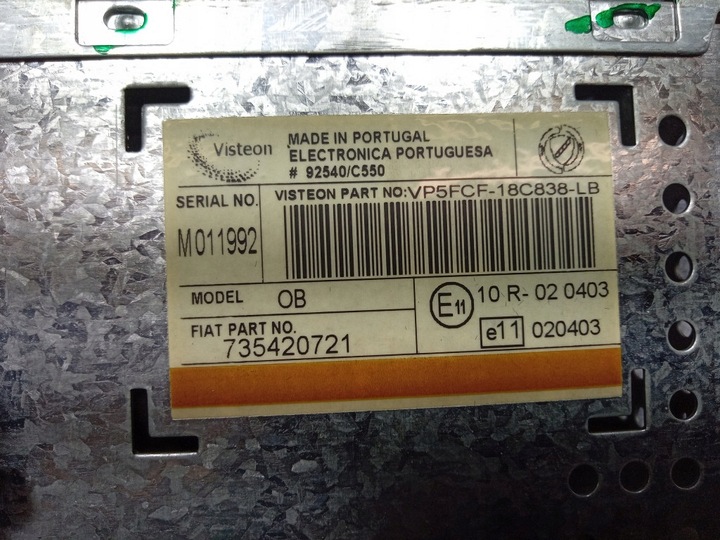 Visteon
MADE IN PORTUGAL
ELECTRONICA PORTUGUESA
# 92540/C550
SERIAL NO.
M011992
VISTEON PART NO:VP5FCF-18C838-LB
MODEL OB
FIAT PART NO.
735420721
E11 10 R- 02 0403
e11 020403